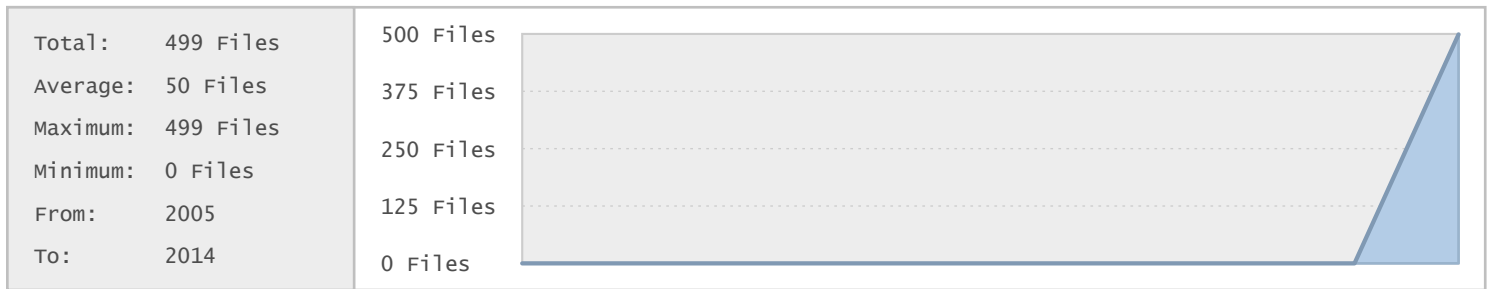 Total: 499 Files
Average: 50 Files
Maximum: 499 Files
Minimum: 0 Files
From: 2005
To: 2014
500 Files
375 Files
250 Files
125 Files
0 Files